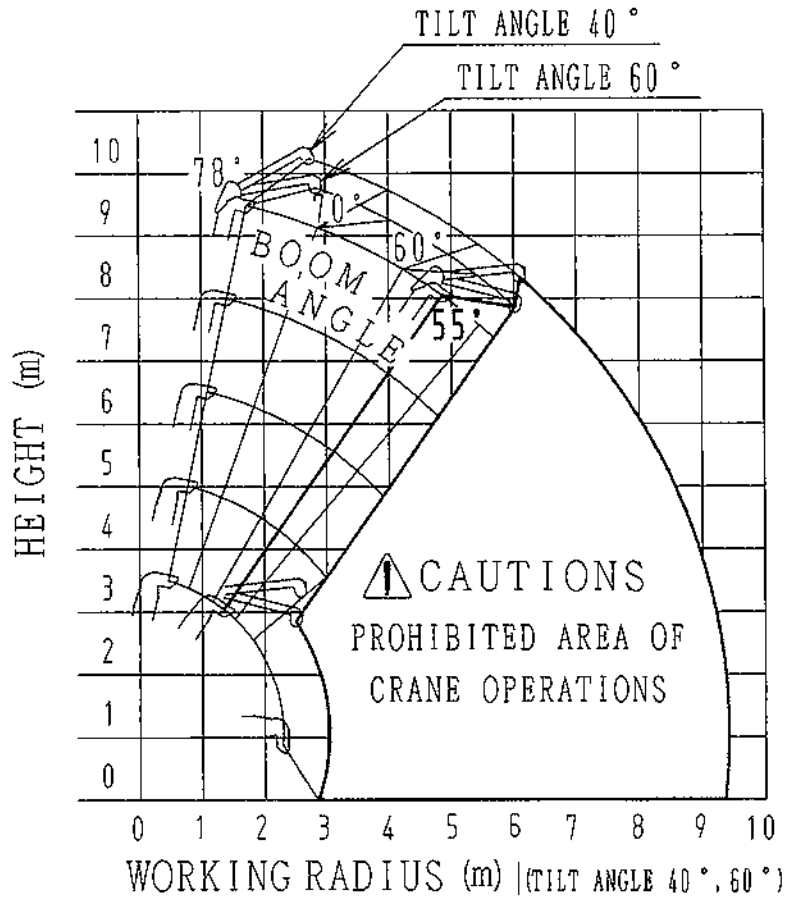 TILT ANGLE 40°
TILT ANGLE 60°
10
78°
9
70°
60°
BOOM
ANGLE
8
55°
7
6
5
4
3
2
1
0
HEIGHT (m)
CAUTIONS
PROHIBITED AREA OF
CRANE OPERATIONS
0 1 2 3 4 5 6 7 8 9 10
WORKING RADIUS (m) (TILT ANGLE 40°, 60°)